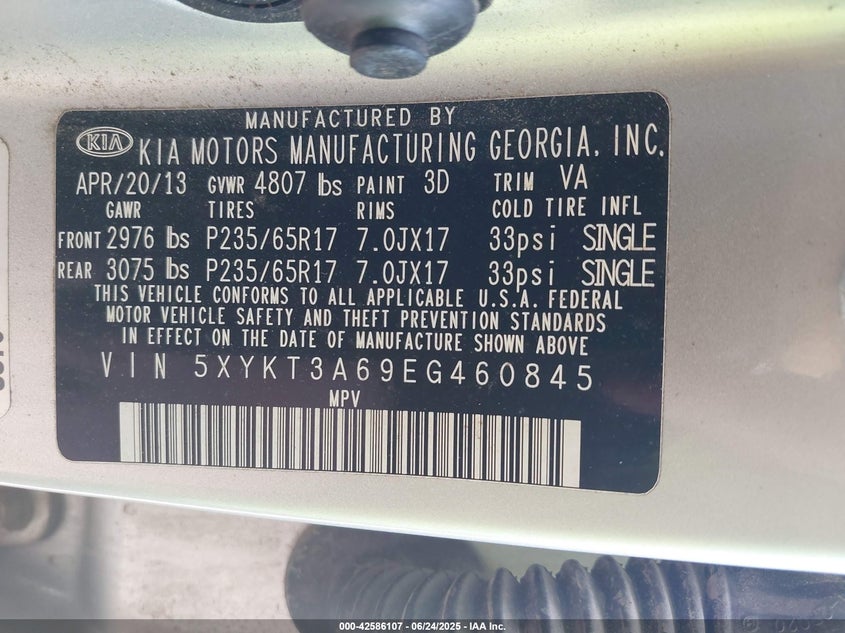 MANUFACTURED BY
KIA KIA MOTORS MANUFACTURING GEORGIA, INC.
APR/20/13 GVWR 4807 lbs PAINT 3D TRIM VA
GAWR TIRES RIMS COLD TIRE INFL
FRONT 2976 lbs P235/65R17 7.0JX17 33psi SINGLE
REAR 3075 lbs P235/65R17 7.0JX17 33psi SINGLE
THIS VEHICLE CONFORMS TO ALL APPLICABLE U.S.A. FEDERAL
MOTOR VEHICLE SAFETY AND THEFT PREVENTION STANDARDS
IN EFFECT ON THE DATE OF MANUFACTURE SHOWN ABOVE
VIN 5XYKT3A69EG460845
MPV
000-42586107 - 06/24/2025 - IAA Inc.